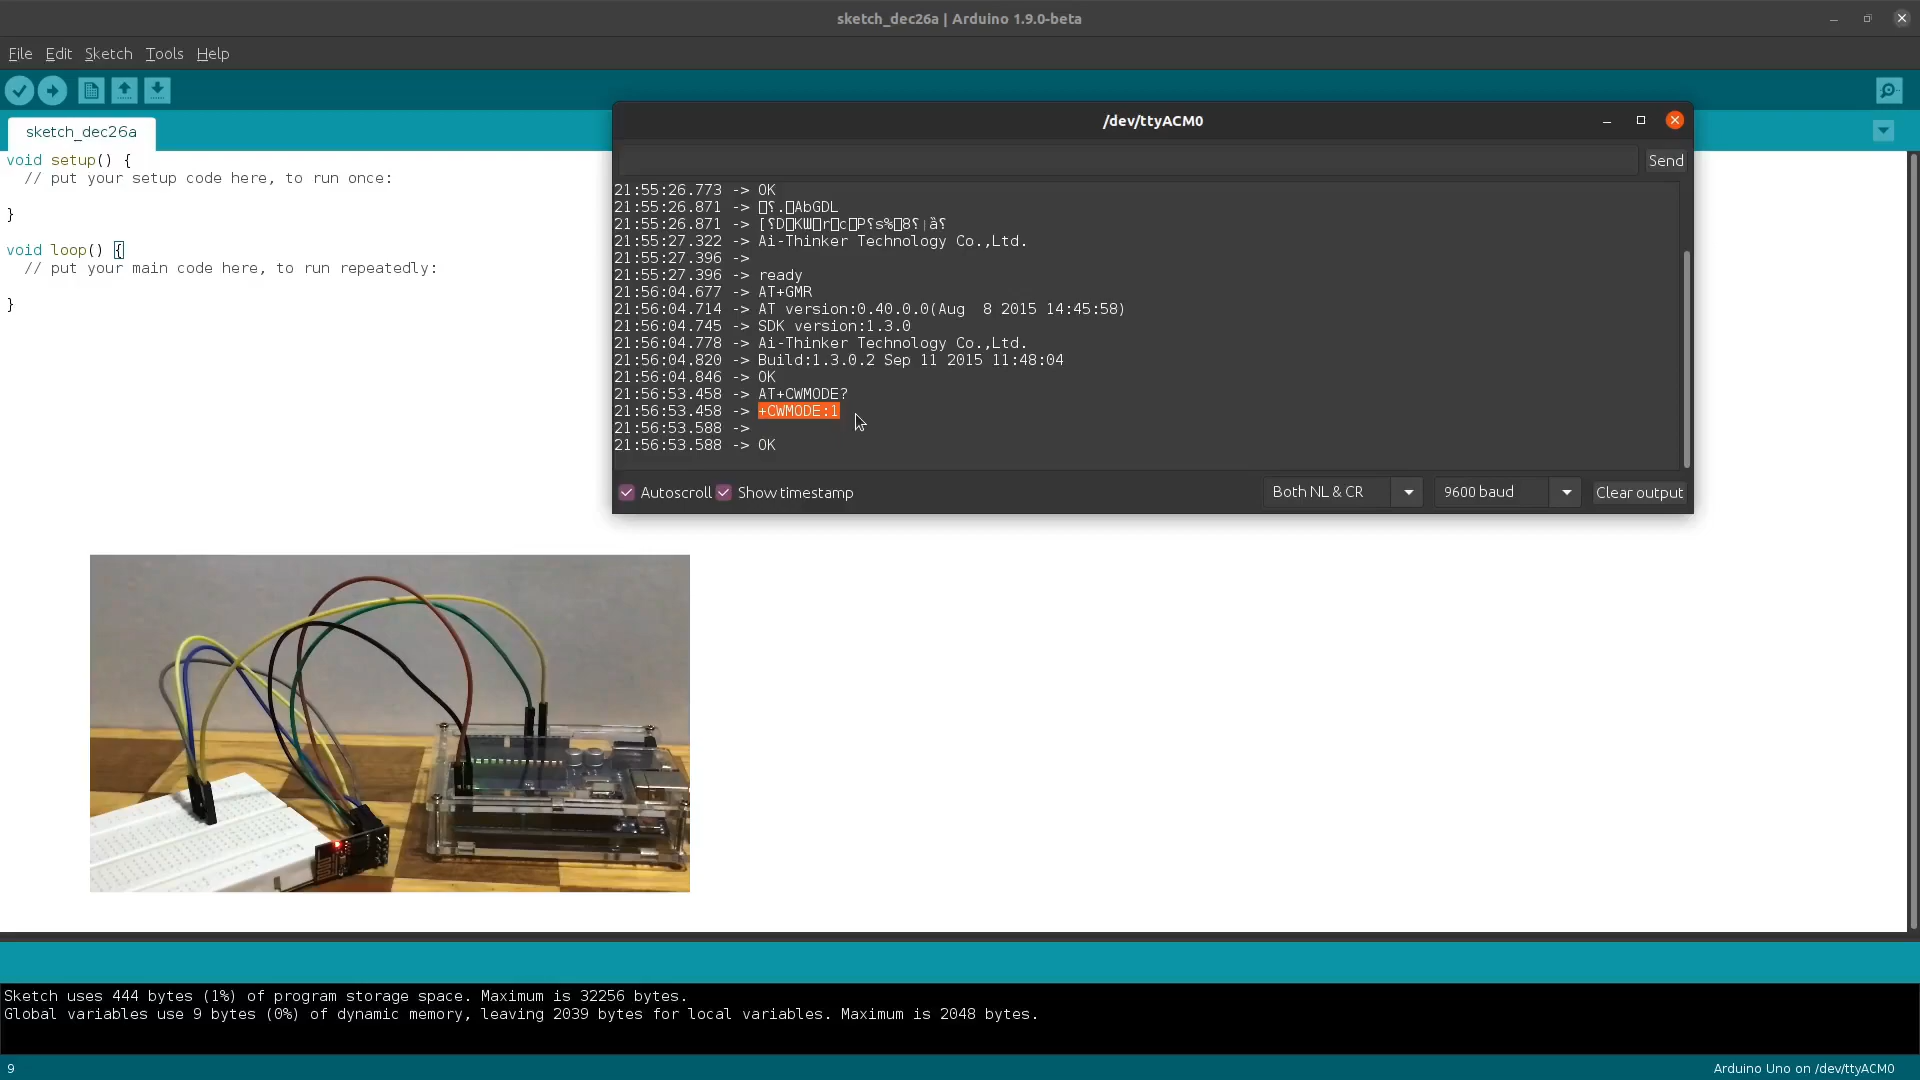 sketch_dec26a | Arduino 1.9.0-beta
File Edit Sketch Tools Help
sketch_dec26a
void setup() {
// put your setup code here, to run once:
}
void loop() {
// put your main code here, to run repeatedly:
}
/dev/ttyACM0
Send
21:55:26.773 -> OK
21:55:26.871 -> □⸮.□AbGDL
21:55:26.871 ->
21:55:27.322 -> Ai-Thinker Technology Co.,Ltd.
21:55:27.396 ->
21:55:27.396 -> ready
21:56:04.677 -> AT+GMR
21:56:04.714 -> AT version:0.40.0.0(Aug  8 2015 14:45:58)
21:56:04.745 -> SDK version:1.3.0
21:56:04.778 -> Ai-Thinker Technology Co.,Ltd.
21:56:04.820 -> Build:1.3.0.2 Sep 11 2015 11:48:04
21:56:04.846 -> OK
21:56:53.458 -> AT+CWMODE?
21:56:53.458 -> +CWMODE:1
21:56:53.588 ->
21:56:53.588 -> OK
Autoscroll Show timestamp Both NL & CR 9600 baud Clear output
Sketch uses 444 bytes (1%) of program storage space. Maximum is 32256 bytes.
Global variables use 9 bytes (0%) of dynamic memory, leaving 2039 bytes for local variables. Maximum is 2048 bytes.
9 Arduino Uno on /dev/ttyACM0